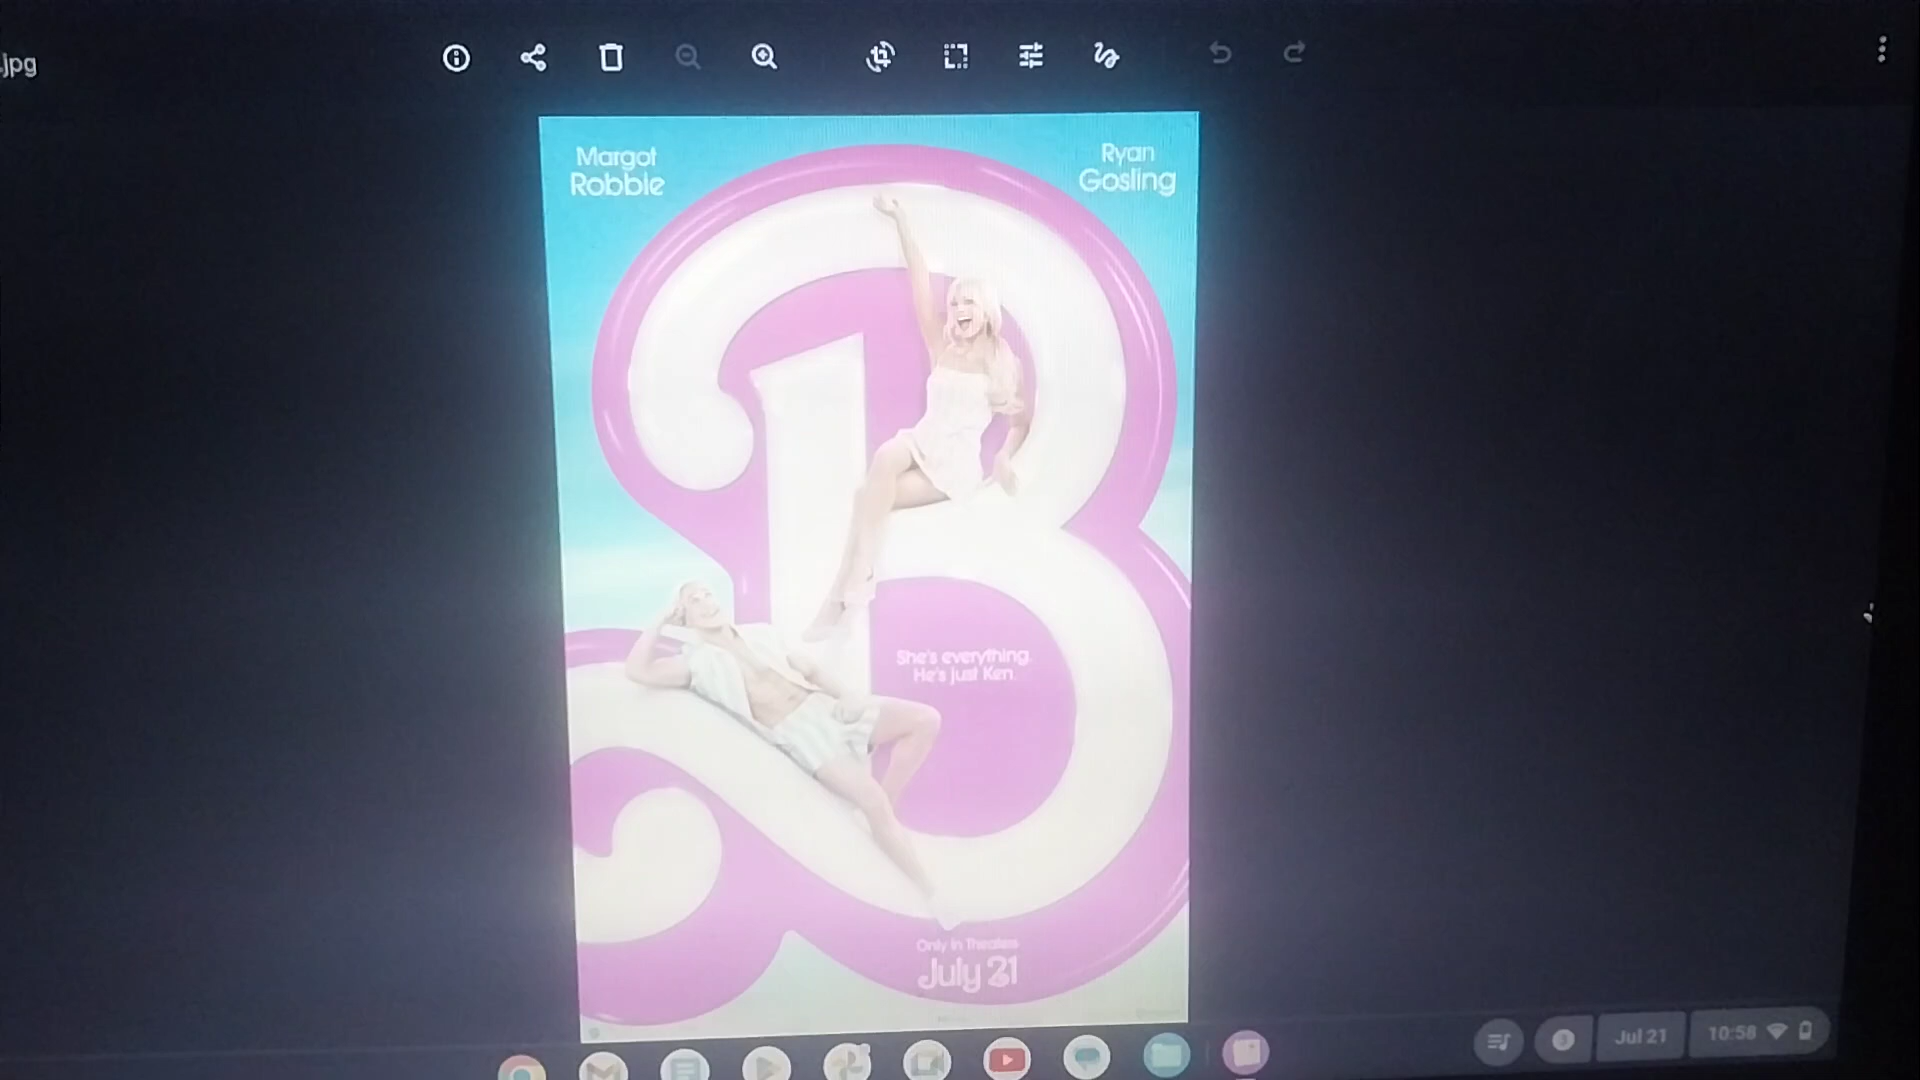 .jpg
Margot
Robbie
Ryan
Gosling
She's everything.
He's just Ken.
Only in Theaters
July 21
Jul 21
10:58